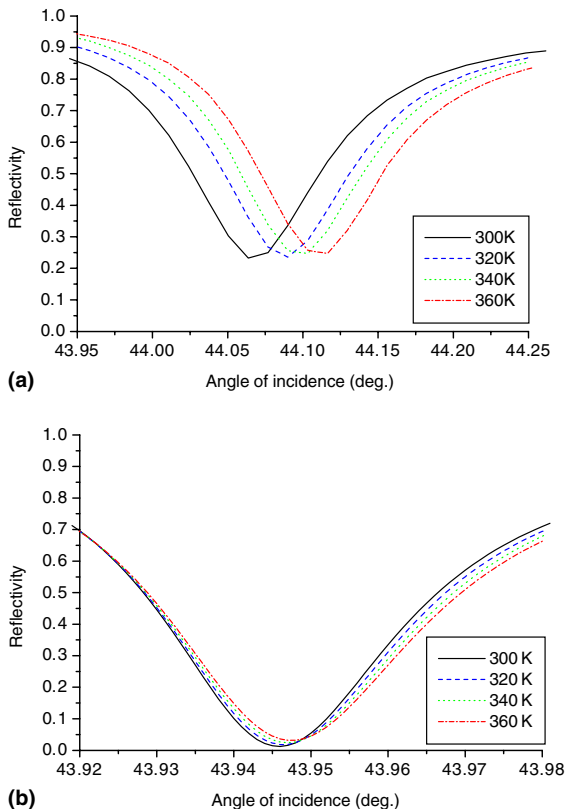 1.0
0.9
0.8
0.7
0.6
0.5
0.4
0.3
0.2
0.1
0.0
Reflectivity
300K
320K
340K
360K
43.95 44.00 44.05 44.10 44.15 44.20 44.25
(a) Angle of incidence (deg.)
1.0
0.9
0.8
0.7
0.6
0.5
0.4
0.3
0.2
0.1
0.0
Reflectivity
300 K
320 K
340 K
360 K
43.92 43.93 43.94 43.95 43.96 43.97 43.98
(b) Angle of incidence (deg.)